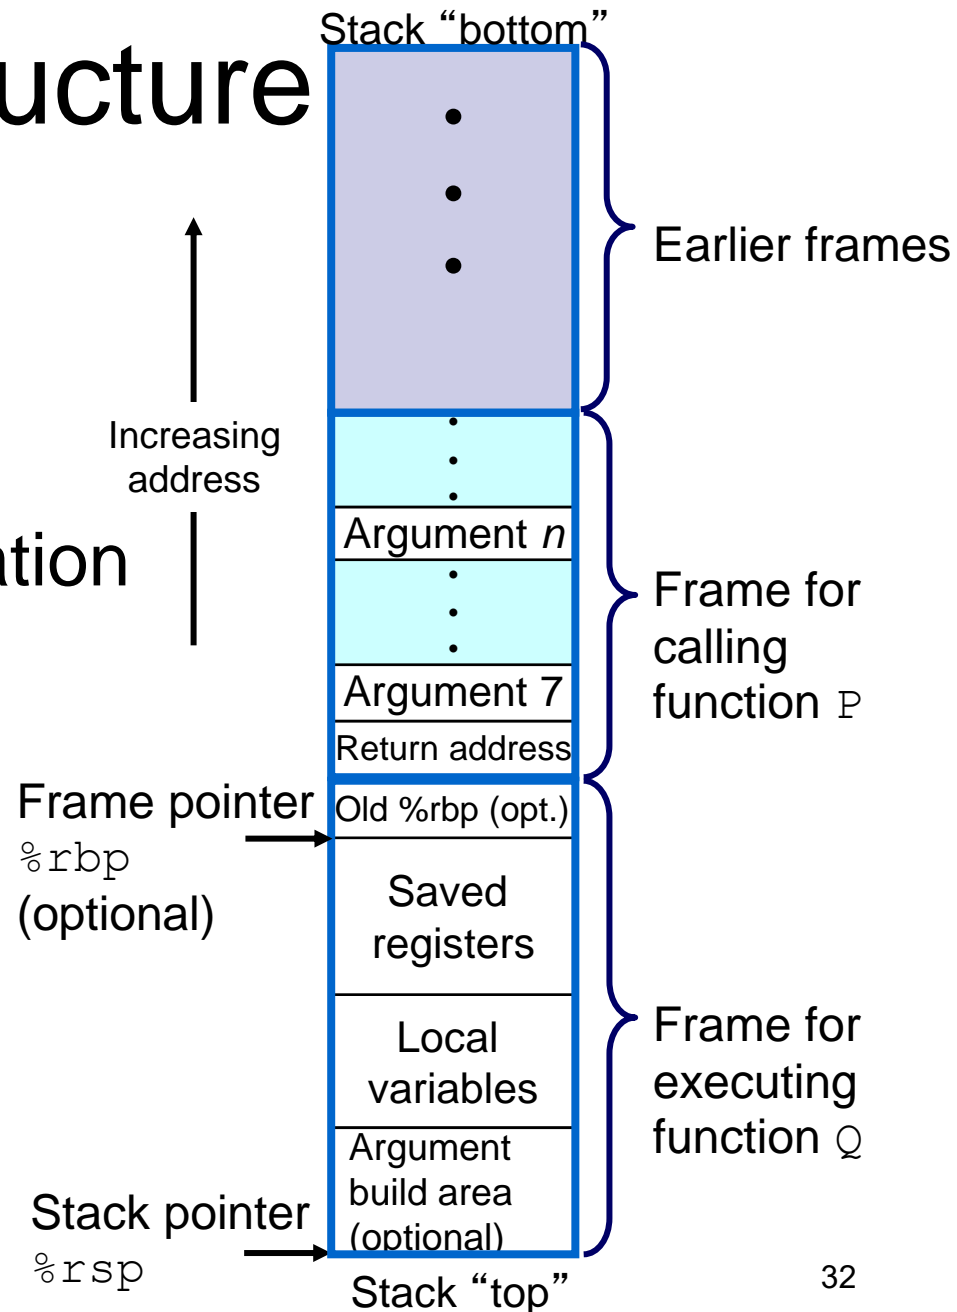 Stack “bottom”
ucture
Earlier frames
Increasing
address
Argument n
ation
Frame for
calling
function P
Argument 7
Return address
Frame pointer
%rbp
(optional)
Old %rbp (opt.)
Saved
registers
Local
variables
Frame for
executing
function Q
Argument
build area
(optional)
Stack pointer
%rsp
Stack “top”
32